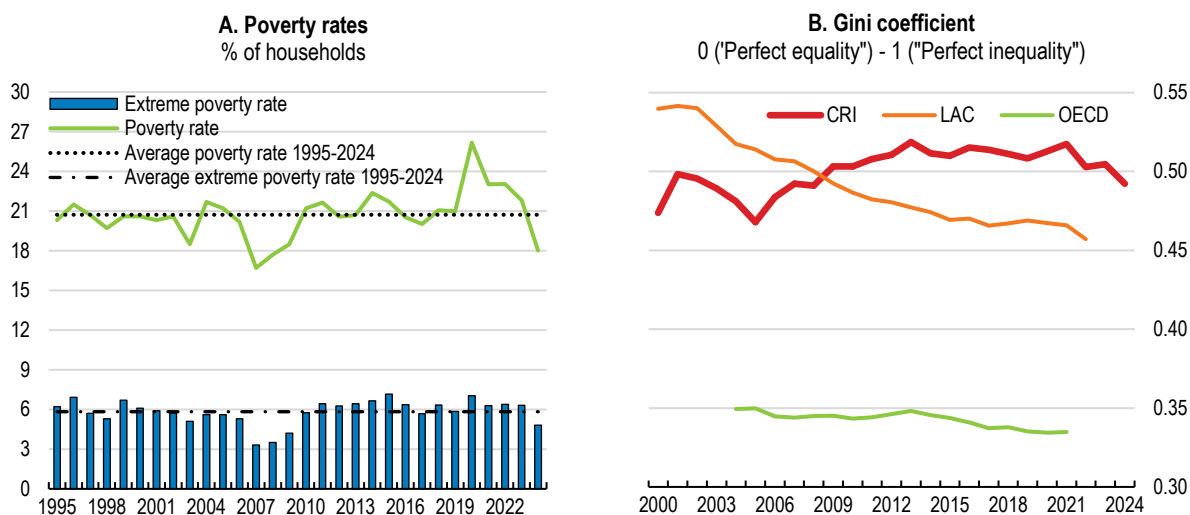 A. Poverty rates
% of households
30
27
24
21
18
15
12
9
6
3
0
Extreme poverty rate
Poverty rate
Average poverty rate 1995-2024
Average extreme poverty rate 1995-2024
1995 1998 2001 2004 2007 2010 2013 2016 2019 2022
B. Gini coefficient
0 ('Perfect equality") - 1 ("Perfect inequality")
CRI LAC OECD
0.55
0.50
0.45
0.40
0.35
0.30
2000 2003 2006 2009 2012 2015 2018 2021 2024